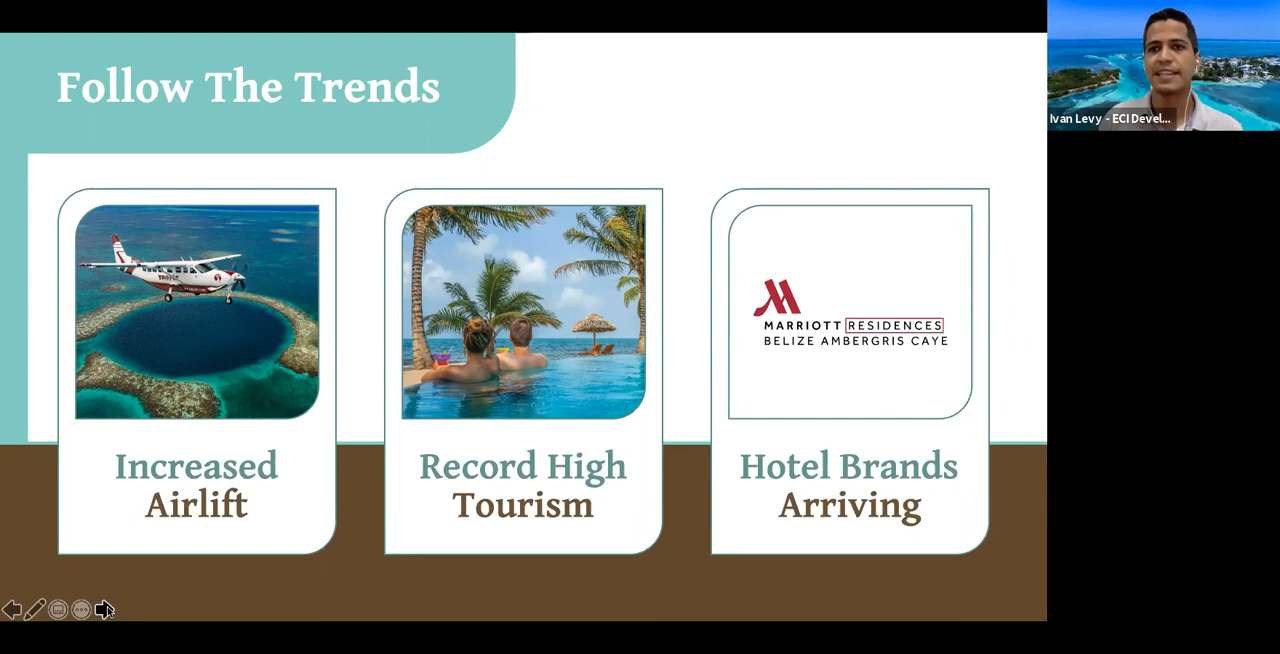 Follow The Trends
Ivan Levy - ECI Devel...
MARRIOTT RESIDENCES
BELIZE AMBERGRIS CAYE
Increased
Airlift
Record High
Tourism
Hotel Brands
Arriving